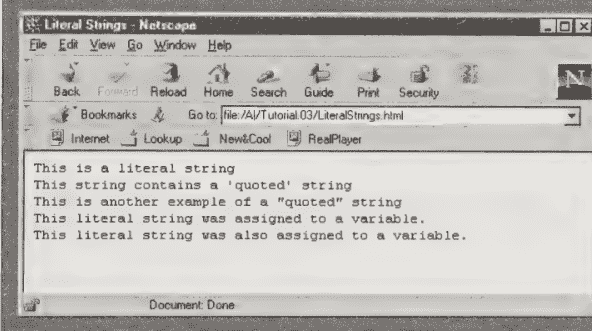 Literal Strings - Netscape
File Edit View Go Window Help
Back Forward Reload Home Search Guide Print Security
N
Bookmarks Go to: file:/A|/Tutorial.03/LiteralStrings.html
Internet Lookup New&Cool RealPlayer
This is a literal string
This string contains a 'quoted' string
This is another example of a "quoted" string
This literal string was assigned to a variable.
This literal string was also assigned to a variable.
Document: Done